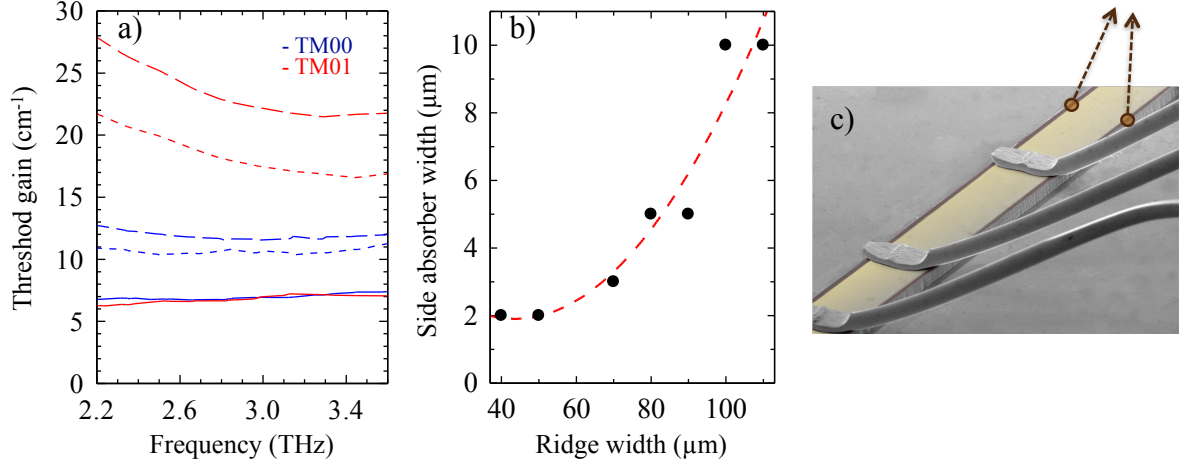 a)
- TM00
- TM01
Threshod gain (cm-1)
30
25
20
15
10
5
0
2.2
2.6
3.0
3.4
Frequency (THz)
b)
Side absorber width (µm)
10
8
6
4
2
0
40
60
80
100
Ridge width (µm)
c)